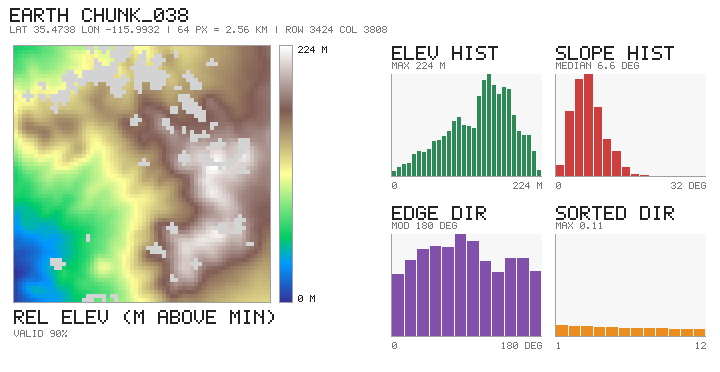 EARTH CHUNK_038
LAT 35.4738 LON -115.9932 | 64 PX = 2.56 KM | ROW 3424 COL 3808
224 M
0 M
REL ELEV (M ABOVE MIN)
VALID 90%
ELEV HIST
MAX 224 M
0
224 M
SLOPE HIST
MEDIAN 6.6 DEG
0
32 DEG
EDGE DIR
MOD 180 DEG
0
180 DEG
SORTED DIR
MAX 0.11
1
12